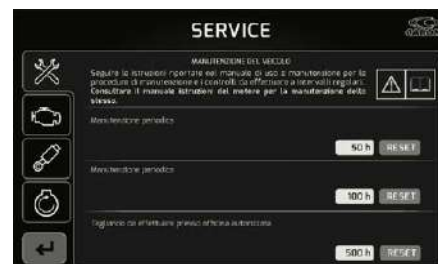 SERVICE
MANUTENZIONE DEL VEICOLO
Seguire le istruzioni riportate nel manuale di uso e manutenzione per le
procedure di manutenzione e i controlli da effettuare a intervalli regolari.
Consultare il manuale istruzioni del motore per la manutenzione dello
stesso.
Manutenzione periodica
50 h RESET
Manutenzione periodica
100 h RESET
Tagliando da effettuare presso officina autorizzata
500 h RESET